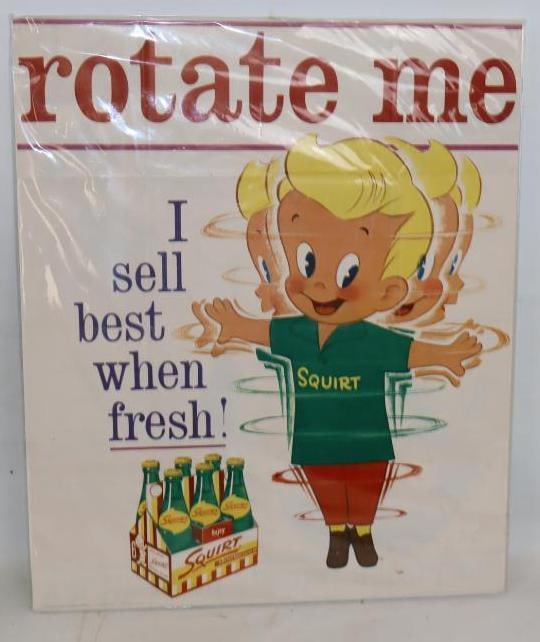 rotate me
I
sell
best
when
fresh!
SQUIRT
SQUIRT
SQUIRT
SQUIRT
Enjoy
SQUIRT